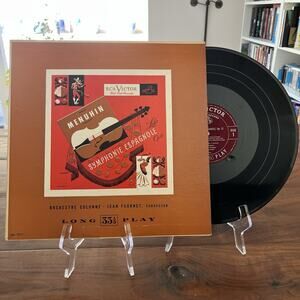 RCA VICTOR
MENUHIN
SYMPHONIE ESPAGNOLE
ORCHESTRE COLONNE - JEAN FOURNET, CONDUCTOR
LONG 33⅓ PLAY